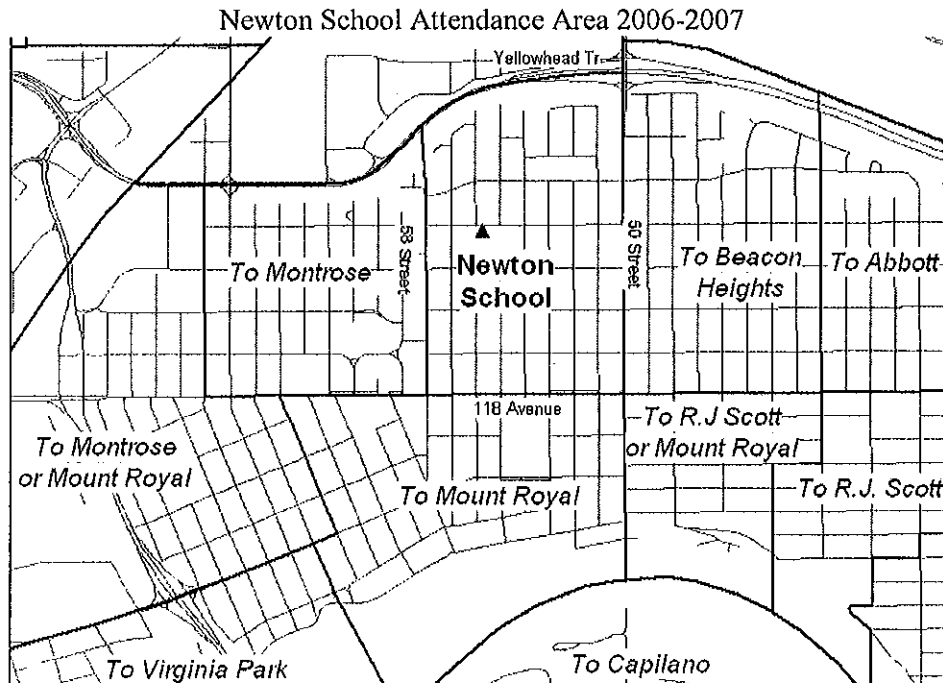 Newton School Attendance Area 2006-2007
Yellowhead Tr.
58 Street
50 Street
To Montrose
Newton
School
To Beacon
Heights
To Abbott
118 Avenue
To Montrose
or Mount Royal
To R.J Scott
or Mount Royal
To Mount Royal
To R.J. Scott
To Virginia Park
To Capilano